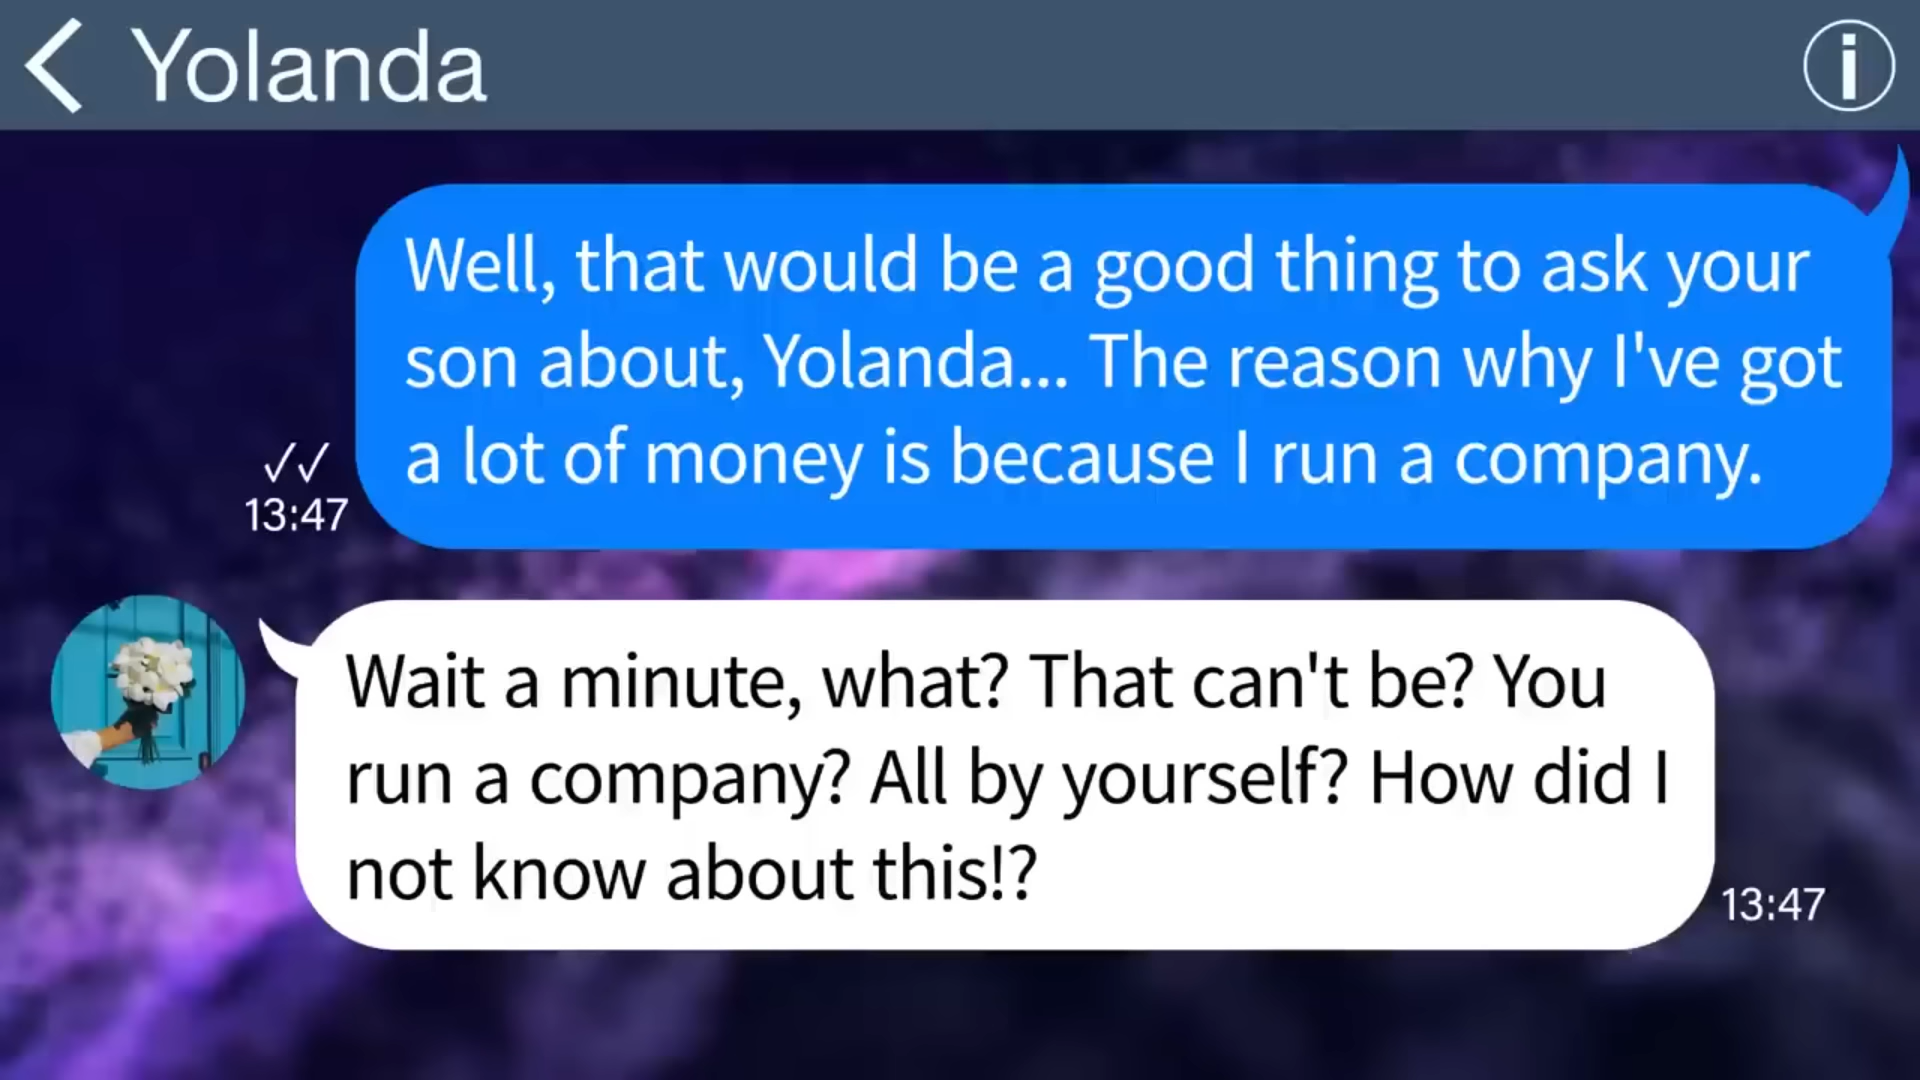 Yolanda
Well, that would be a good thing to ask your
son about, Yolanda... The reason why I've got
a lot of money is because I run a company.
✓✓
13:47
Wait a minute, what? That can't be? You
run a company? All by yourself? How did I
not know about this!?
13:47